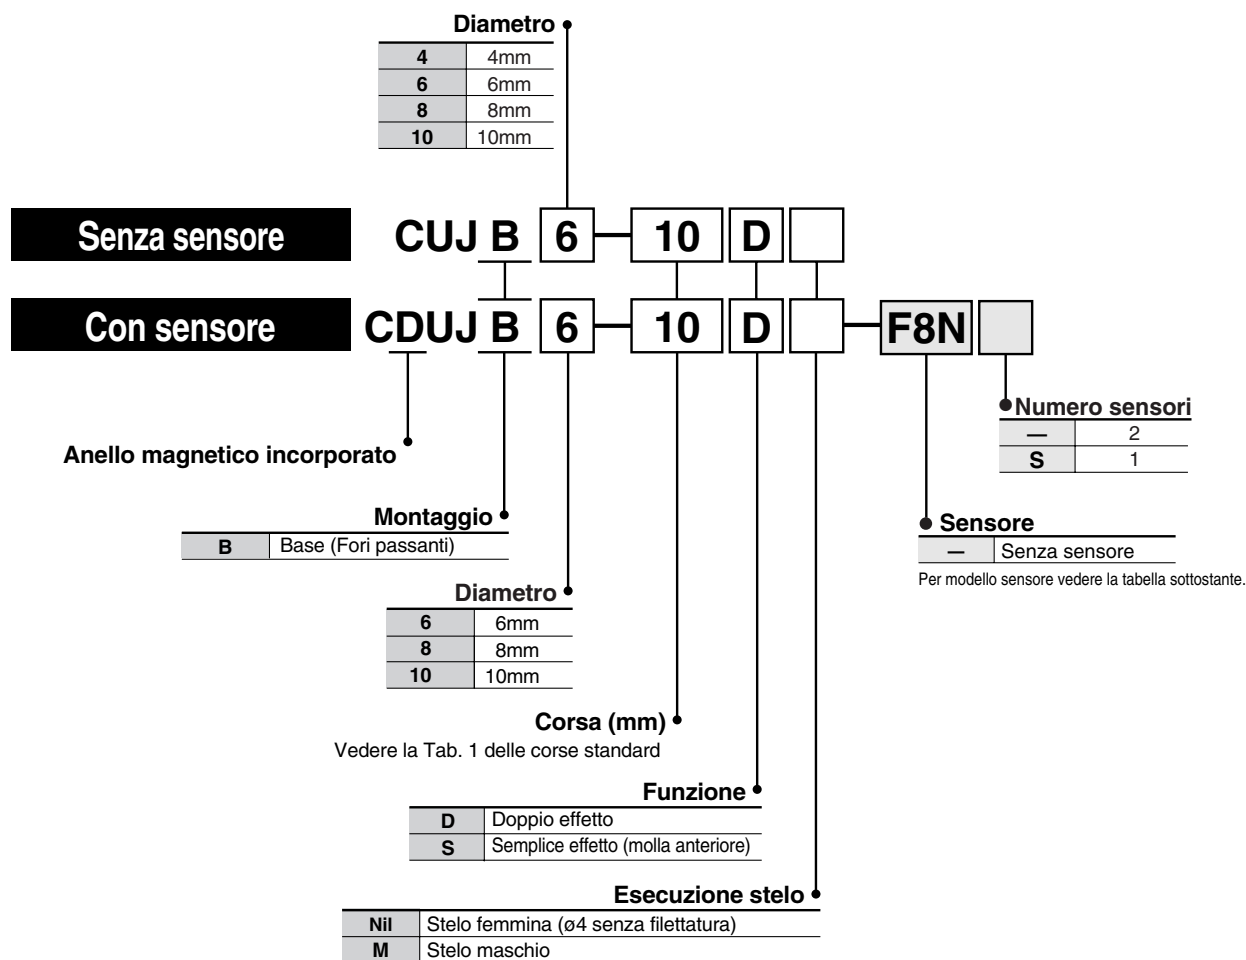 Diametro
4 4mm
6 6mm
8 8mm
10 10mm
Senza sensore CUJ B 6 — 10 D
Con sensore CDUJ B 6 — 10 D — F8N
Numero sensori
— 2
S 1
Anello magnetico incorporato
Montaggio
B Base (Fori passanti)
Sensore
— Senza sensore
Per modello sensore vedere la tabella sottostante.
Diametro
6 6mm
8 8mm
10 10mm
Corsa (mm)
Vedere la Tab. 1 delle corse standard
Funzione
D Doppio effetto
S Semplice effetto (molla anteriore)
Esecuzione stelo
Nil Stelo femmina (ø4 senza filettatura)
M Stelo maschio